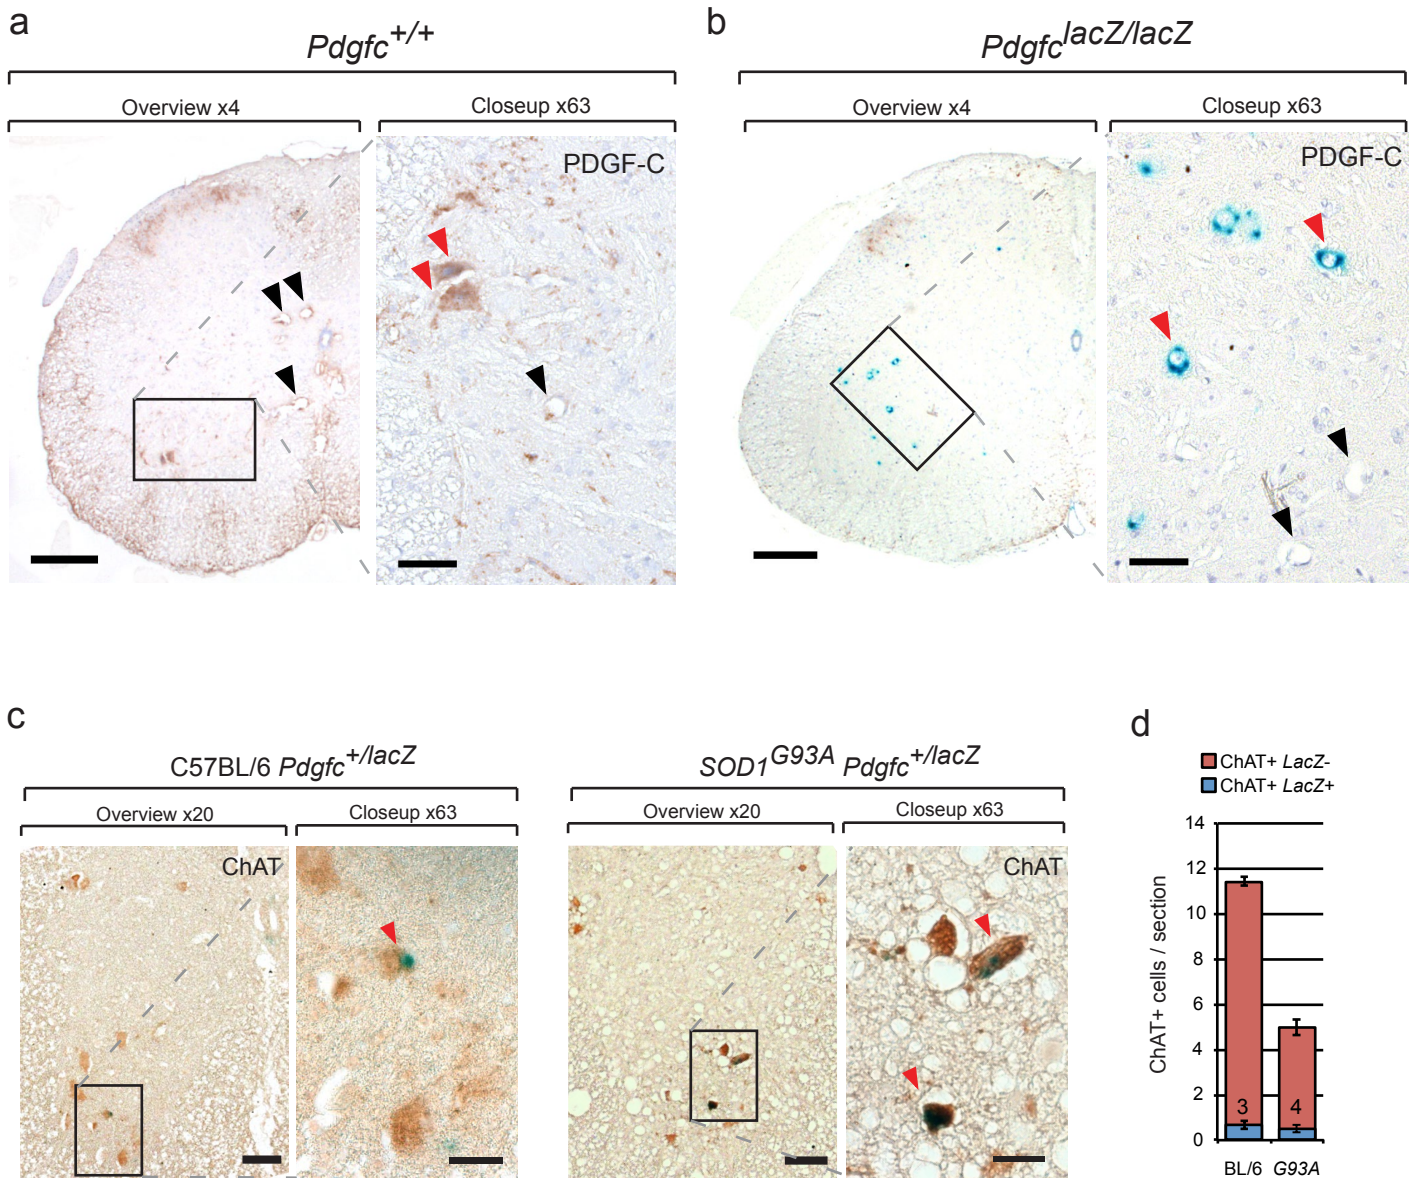 a
Pdgfc+/+
Overview x4
Closeup x63
PDGF-C
b
PdgfclacZ/lacZ
Overview x4
Closeup x63
PDGF-C
c
C57BL/6 Pdgfc+/lacZ
Overview x20
Closeup x63
ChAT
SOD1G93A Pdgfc+/lacZ
Overview x20
Closeup x63
ChAT
d
ChAT+ LacZ-
ChAT+ LacZ+
ChAT+ cells / section
14
12
10
8
6
4
2
0
3
4
BL/6 G93A